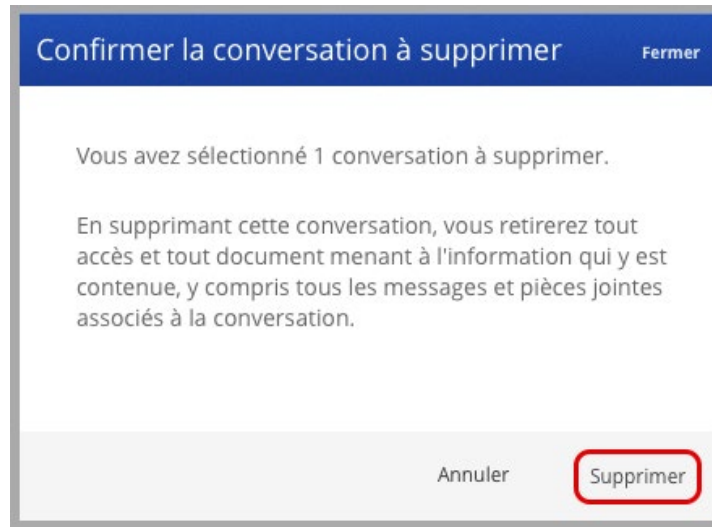 Confirmer la conversation à supprimer Fermer
Vous avez sélectionné 1 conversation à supprimer.
En supprimant cette conversation, vous retirerez tout
accès et tout document menant à l'information qui y est
contenue, y compris tous les messages et pièces jointes
associés à la conversation.
Annuler Supprimer